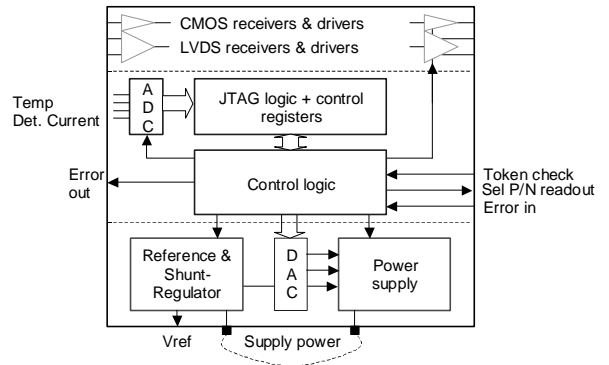 CMOS receivers & drivers
LVDS receivers & drivers
Temp
Det. Current
A
D
C
JTAG logic + control
registers
Error
out
Control logic
Token check
Sel P/N readout
Error in
Reference &
Shunt-
Regulator
D
A
C
Power
supply
Vref
Supply power